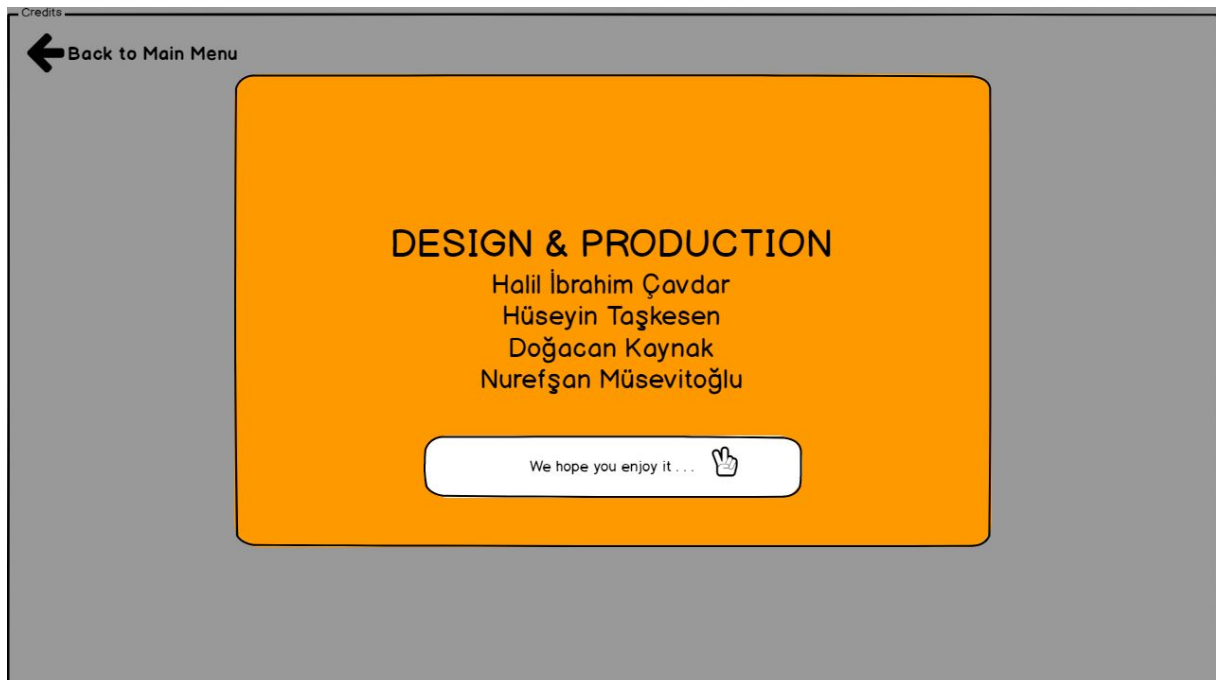 Credits
Back to Main Menu
DESIGN & PRODUCTION
Halil İbrahim Çavdar
Hüseyin Taşkesen
Doğacan Kaynak
Nurefşan Müsevitoğlu
We hope you enjoy it . . .